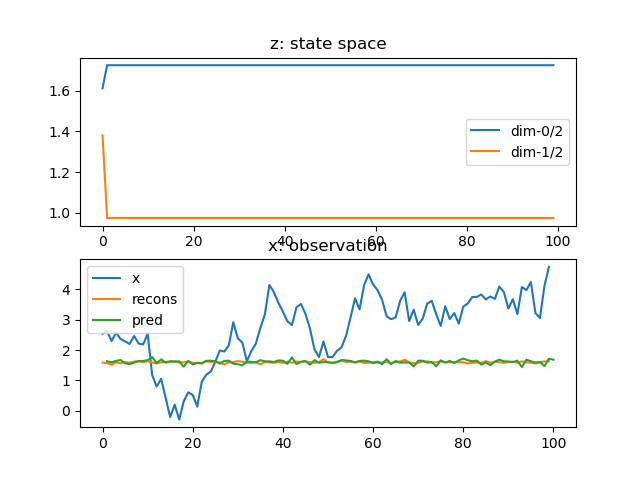 z: state space
1.6
1.4
1.2
1.0
dim-0/2
dim-1/2
0 20 40 60 80 100
x: observation
4
3
2
1
0
x
recons
pred
0 20 40 60 80 100